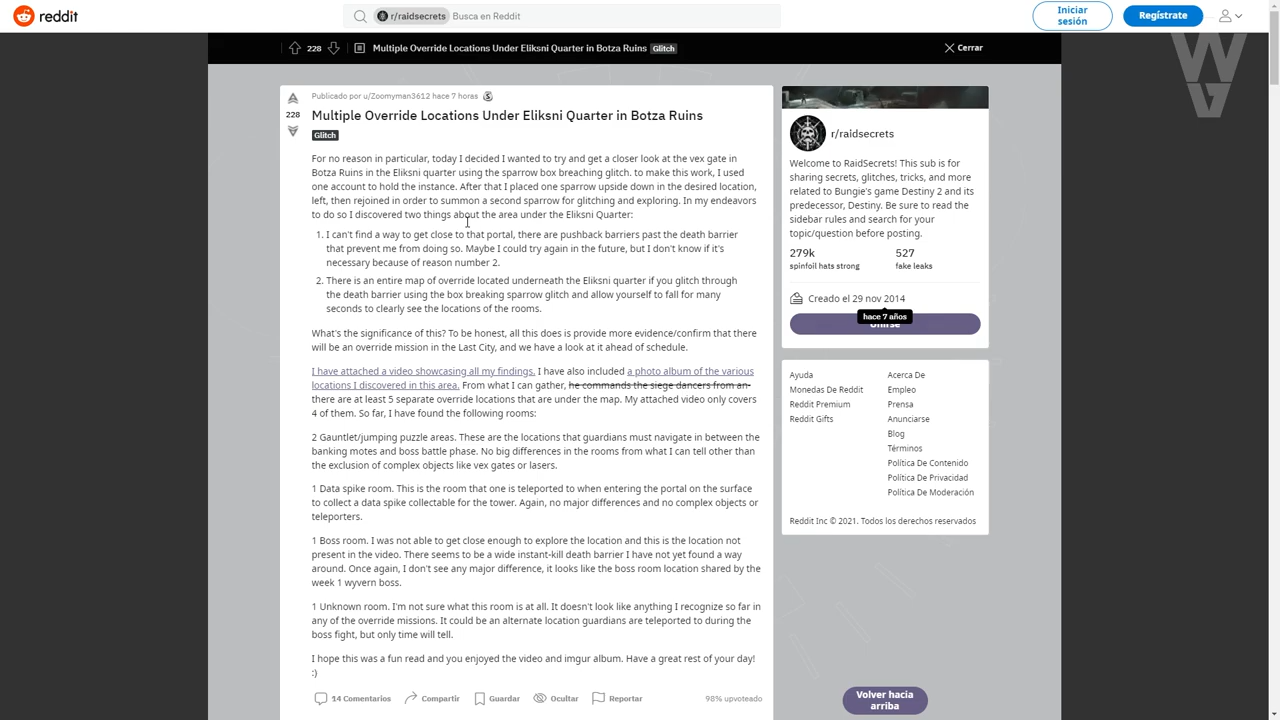 reddit
r/raidsecrets
Busca en Reddit
Iniciar sesión
Regístrate
228
Multiple Override Locations Under Eliksni Quarter in Botza Ruins
Glitch
Cerrar
Publicado por u/Zoomyman3612 hace 7 horas
228
Multiple Override Locations Under Eliksni Quarter in Botza Ruins
Glitch
For no reason in particular, today I decided I wanted to try and get a closer look at the vex gate in
Botza Ruins in the Eliksni quarter using the sparrow box breaching glitch. to make this work, I used
one account to hold the instance. After that I placed one sparrow upside down in the desired location,
left, then rejoined in order to summon a second sparrow for glitching and exploring. In my endeavors
to do so I discovered two things about the area under the Eliksni Quarter:
1. I can't find a way to get close to that portal, there are pushback barriers past the death barrier
that prevent me from doing so. Maybe I could try again in the future, but I don't know if it's
necessary because of reason number 2.
2. There is an entire map of override located underneath the Eliksni quarter if you glitch through
the death barrier using the box breaking sparrow glitch and allow yourself to fall for many
seconds to clearly see the locations of the rooms.
What's the significance of this? To be honest, all this does is provide more evidence/confirm that there
will be an override mission in the Last City, and we have a look at it ahead of schedule.
I have attached a video showcasing all my findings. I have also included a photo album of the various
locations I discovered in this area. From what I can gather, he commands the siege dancers from an-
there are at least 5 separate override locations that are under the map. My attached video only covers
4 of them. So far, I have found the following rooms:
2 Gauntlet/jumping puzzle areas. These are the locations that guardians must navigate in between the
banking motes and boss battle phase. No big differences in the rooms from what I can tell other than
the exclusion of complex objects like vex gates or lasers.
1 Data spike room. This is the room that one is teleported to when entering the portal on the surface
to collect a data spike collectable for the tower. Again, no major differences and no complex objects or
teleporters.
1 Boss room. I was not able to get close enough to explore the location and this is the location not
present in the video. There seems to be a wide instant-kill death barrier I have not yet found a way
around. Once again, I don't see any major difference, it looks like the boss room location shared by the
week 1 wyvern boss.
1 Unknown room. I'm not sure what this room is at all. It doesn't look like anything I recognize so far in
any of the override missions. It could be an alternate location guardians are teleported to during the
boss fight, but only time will tell.
I hope this was a fun read and you enjoyed the video and imgur album. Have a great rest of your day!
:)
14 Comentarios
Compartir
Guardar
Ocultar
Reportar
98% upvoteado
r/raidsecrets
Welcome to RaidSecrets! This sub is for
sharing secrets, glitches, tricks, and more
related to Bungie's game Destiny 2 and its
predecessor, Destiny. Be sure to read the
sidebar rules and search for your
topic/question before posting.
279k
527
spinfoil hats strong
fake leaks
Creado el 29 nov 2014
hace 7 años
Unirse
Ayuda
Acerca De
Monedas De Reddit
Empleo
Reddit Premium
Prensa
Reddit Gifts
Anunciarse
Blog
Términos
Política De Contenido
Política De Privacidad
Política De Moderación
Reddit Inc © 2021. Todos los derechos reservados
Volver hacia
arriba